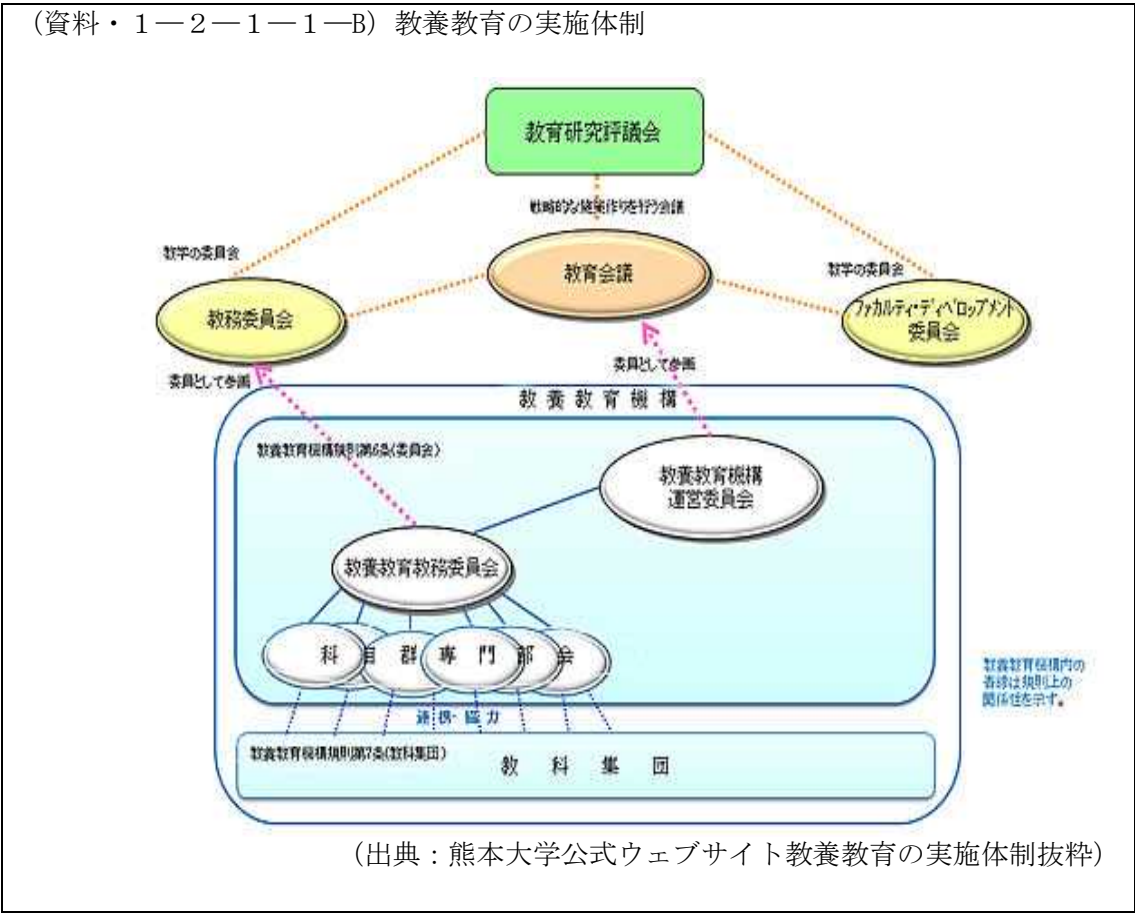 （資料・１―２―１―１―B）教養教育の実施体制
教育研究評議会
戦略的な施策作りを行う会議
教学の委員会
教育会議
教学の委員会
教務委員会
ファカルティ・ディベロップメント
委員会
委員として参画
委員として参画
教養教育機構
教養教育機構規則第6条（委員会）
教養教育機構
運営委員会
教養教育教務委員会
科目群専門部会
教養教育機構内の
青線は規則上の
関係性を示す。
連携・協力
教養教育機構規則第7条（教科集団）
教科集団
（出典：熊本大学公式ウェブサイト教養教育の実施体制抜粋）